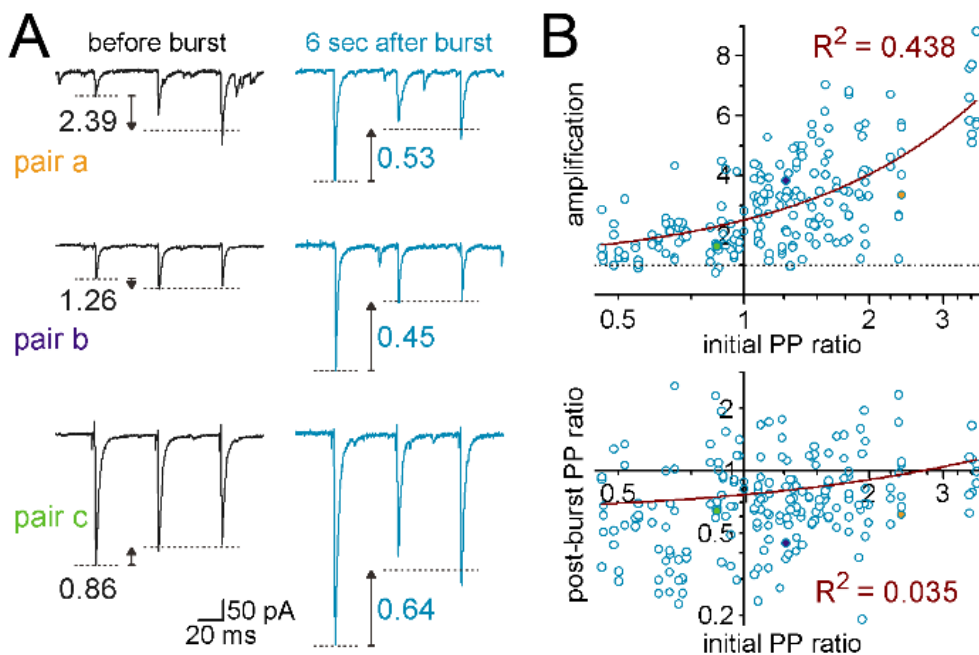 A
before burst
6 sec after burst
2.39
0.53
pair a
1.26
0.45
pair b
0.86
0.64
pair c
50 pA
20 ms
B
R² = 0.438
amplification
8
6
4
2
0.5
1
2
3
initial PP ratio
R² = 0.035
post-burst PP ratio
2
1
0.5
0.2
0.5
1
2
3
initial PP ratio